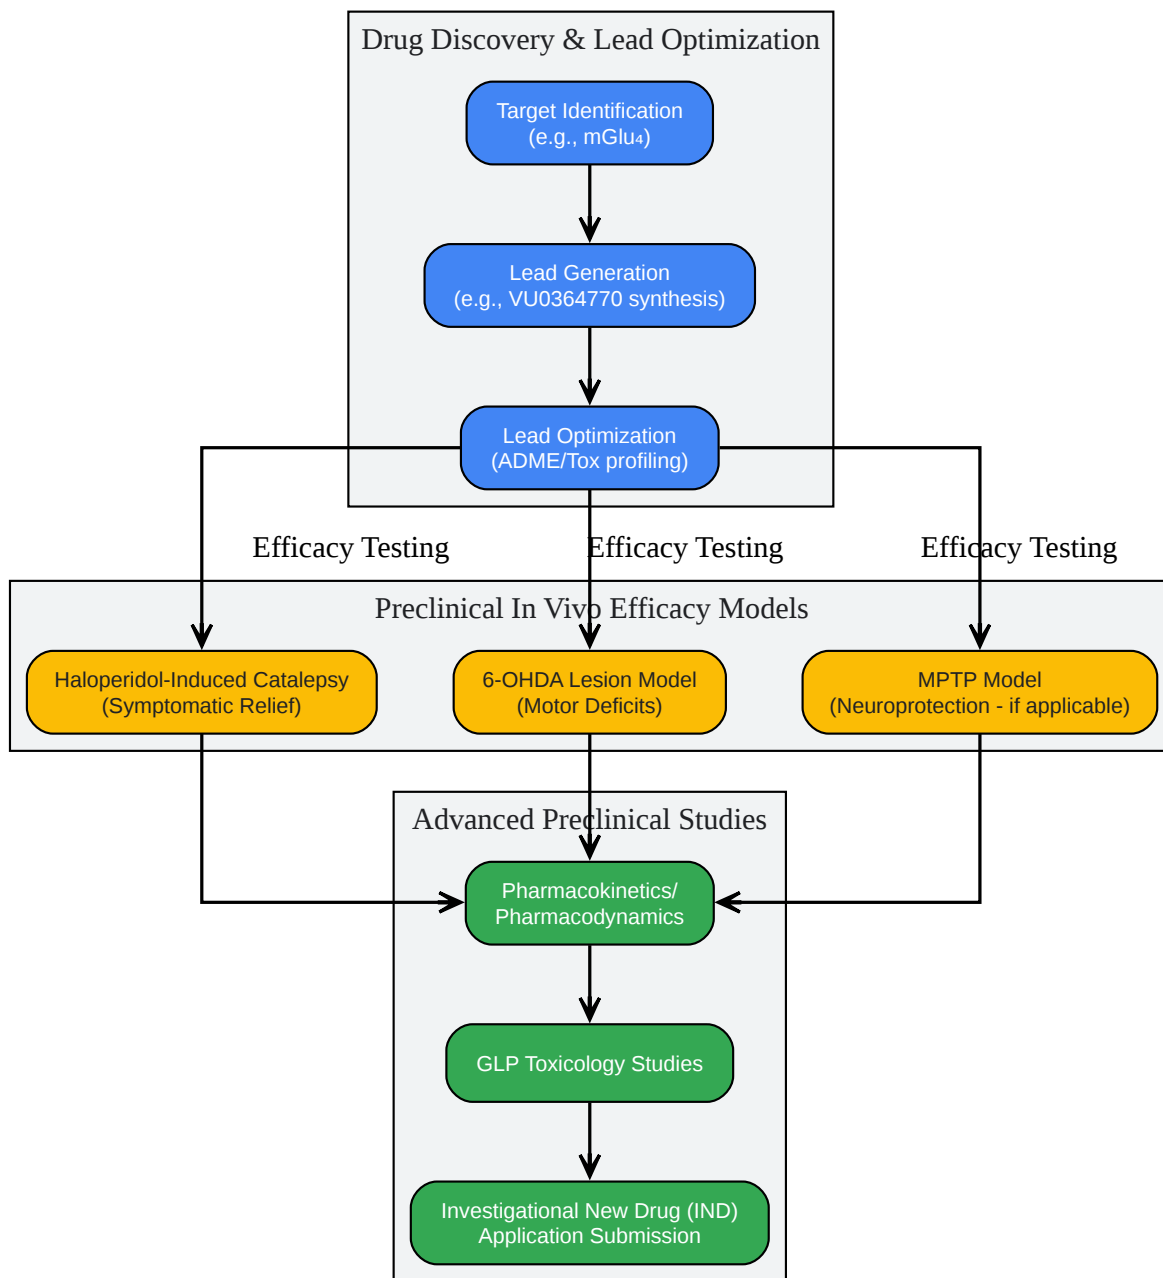 Drug Discovery & Lead Optimization
Target Identification
(e.g., mGlu₄)
Lead Generation
(e.g., VU0364770 synthesis)
Lead Optimization
(ADME/Tox profiling)
Efficacy Testing
Efficacy Testing
Efficacy Testing
Preclinical In Vivo Efficacy Models
Haloperidol-Induced Catalepsy
(Symptomatic Relief)
6-OHDA Lesion Model
(Motor Deficits)
MPTP Model
(Neuroprotection - if applicable)
Advanced Preclinical Studies
Pharmacokinetics/
Pharmacodynamics
GLP Toxicology Studies
Investigational New Drug (IND)
Application Submission